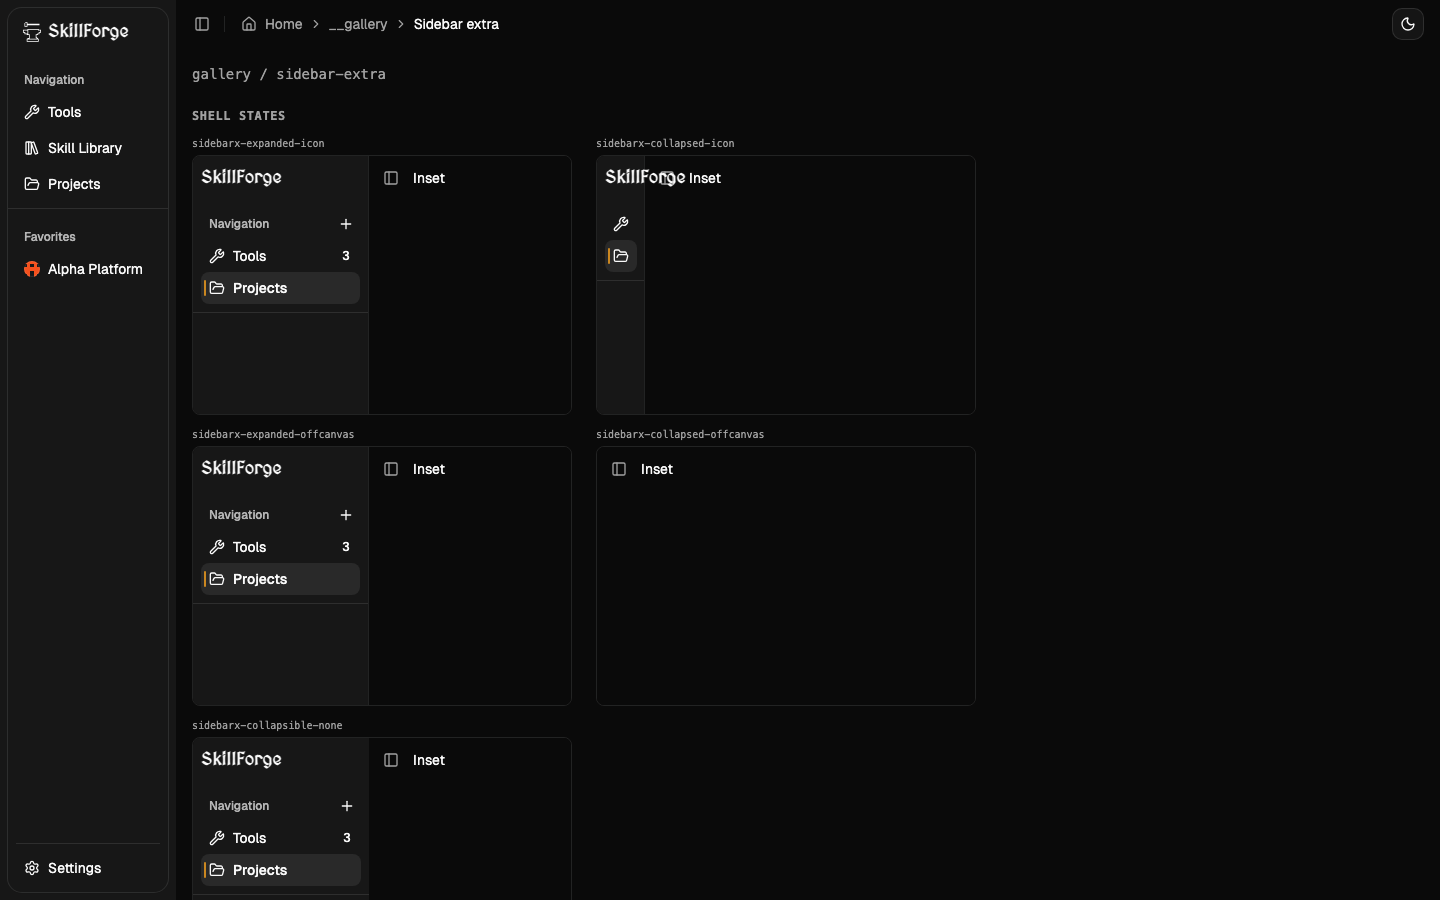 SkillForge
Navigation
Tools
Skill Library
Projects
Favorites
Alpha Platform
Settings
Home
__gallery
Sidebar extra
gallery / sidebar-extra
SHELL STATES
sidebarx-expanded-icon
SkillForge
Navigation
Tools 3
Projects
Inset
sidebarx-collapsed-icon
SkillForge
Inset
sidebarx-expanded-offcanvas
SkillForge
Navigation
Tools 3
Projects
Inset
sidebarx-collapsed-offcanvas
Inset
sidebarx-collapsible-none
SkillForge
Navigation
Tools 3
Projects
Inset